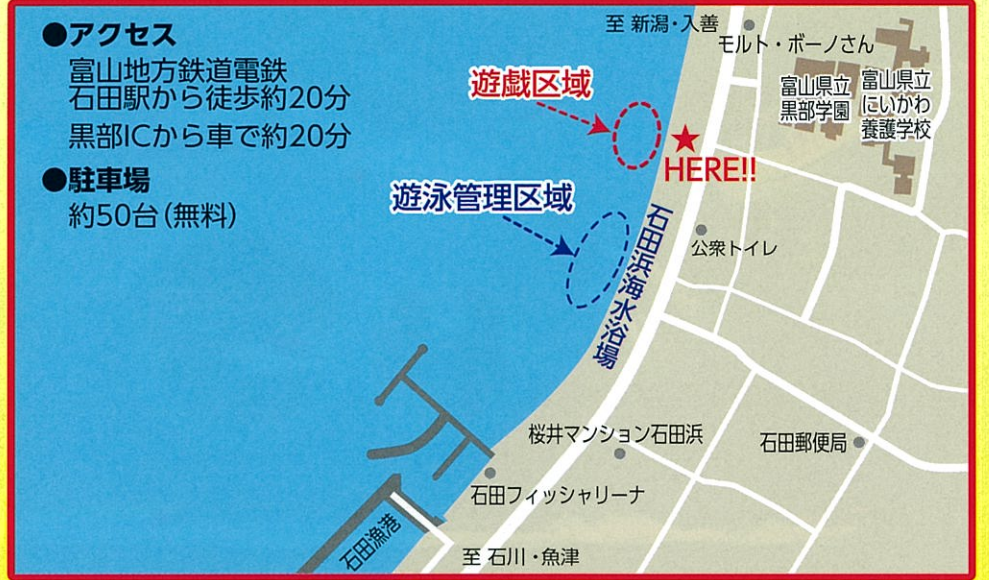 ●アクセス
富山地方鉄道電鉄
石田駅から徒歩約20分
黒部ICから車で約20分
●駐車場
約50台(無料)
至 新潟・入善
モルト・ボーノさん
遊戯区域
富山県立
黒部学園
富山県立
にいかわ
養護学校
HERE!!
遊泳管理区域
石田浜海水浴場
公衆トイレ
桜井マンション石田浜
石田郵便局
石田フィッシャリーナ
石田漁港
至 石川・魚津